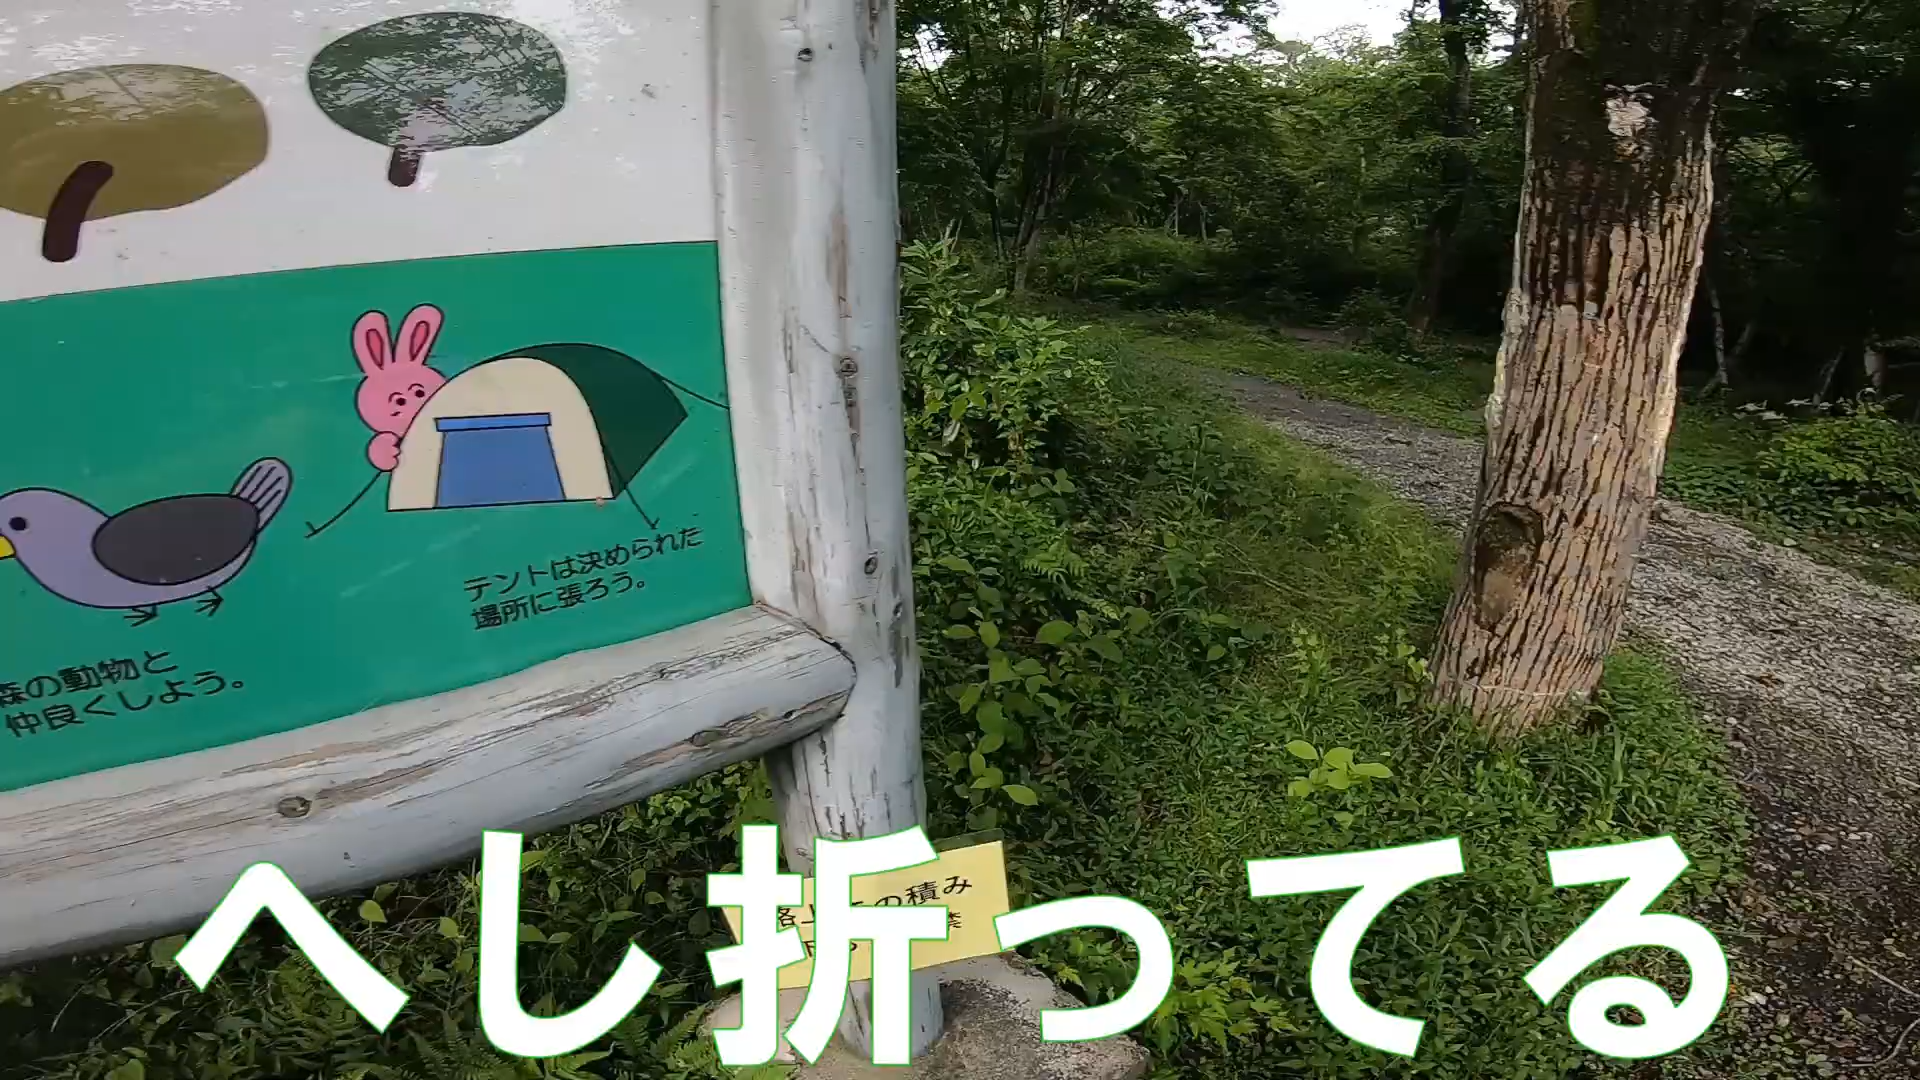 テントは決められた
場所に張ろう。
森の動物と
仲良くしよう。
の積み
へし折ってる